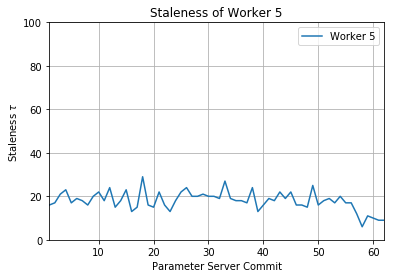 Staleness of Worker 5
Worker 5
100
80
60
40
20
0
Staleness τ
10 20 30 40 50 60
Parameter Server Commit